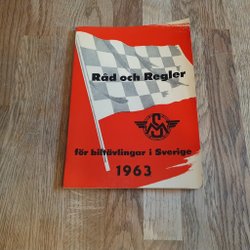 Råd och Regler
för biltävlingar i Sverige
1963